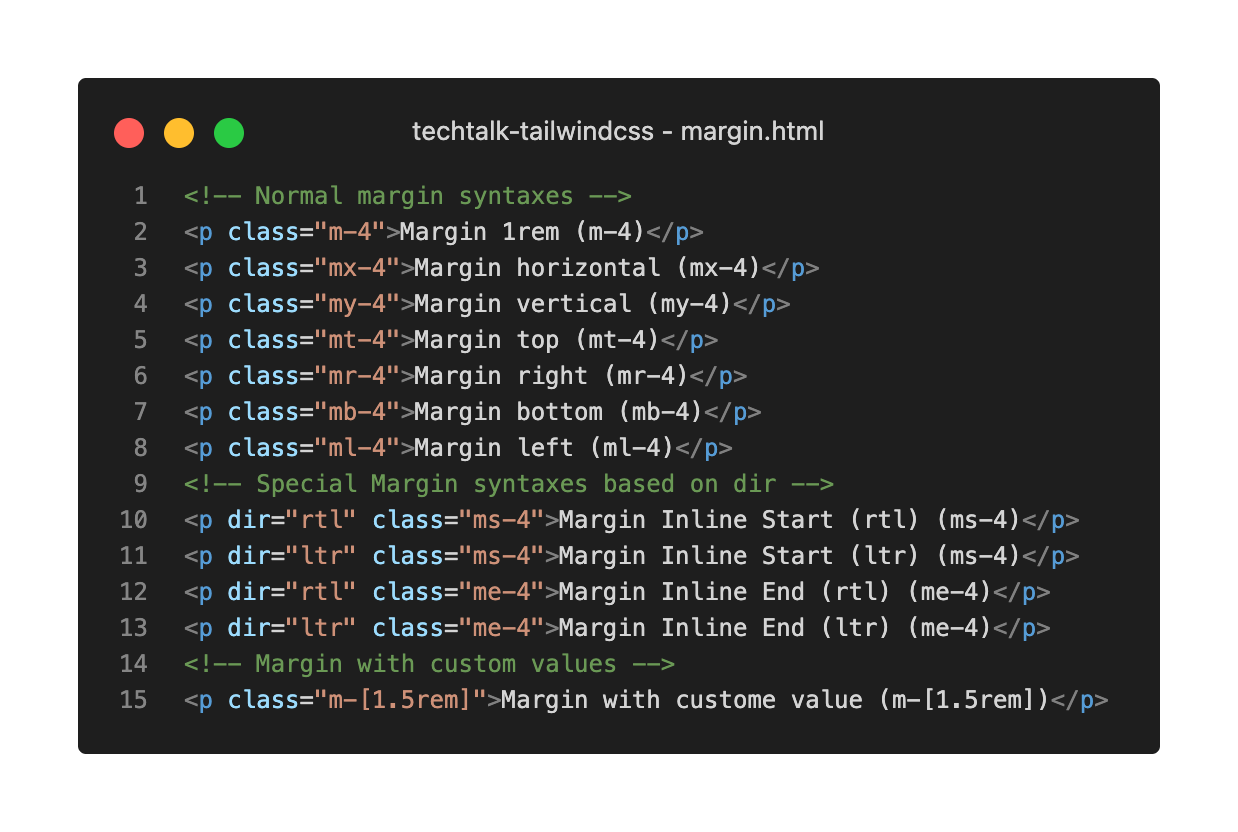 techtalk-tailwindcss - margin.html
1 <!-- Normal margin syntaxes -->
2 <p class="m-4">Margin 1rem (m-4)</p>
3 <p class="mx-4">Margin horizontal (mx-4)</p>
4 <p class="my-4">Margin vertical (my-4)</p>
5 <p class="mt-4">Margin top (mt-4)</p>
6 <p class="mr-4">Margin right (mr-4)</p>
7 <p class="mb-4">Margin bottom (mb-4)</p>
8 <p class="ml-4">Margin left (ml-4)</p>
9 <!-- Special Margin syntaxes based on dir -->
10 <p dir="rtl" class="ms-4">Margin Inline Start (rtl) (ms-4)</p>
11 <p dir="ltr" class="ms-4">Margin Inline Start (ltr) (ms-4)</p>
12 <p dir="rtl" class="me-4">Margin Inline End (rtl) (me-4)</p>
13 <p dir="ltr" class="me-4">Margin Inline End (ltr) (me-4)</p>
14 <!-- Margin with custom values -->
15 <p class="m-[1.5rem]">Margin with custome value (m-[1.5rem])</p>